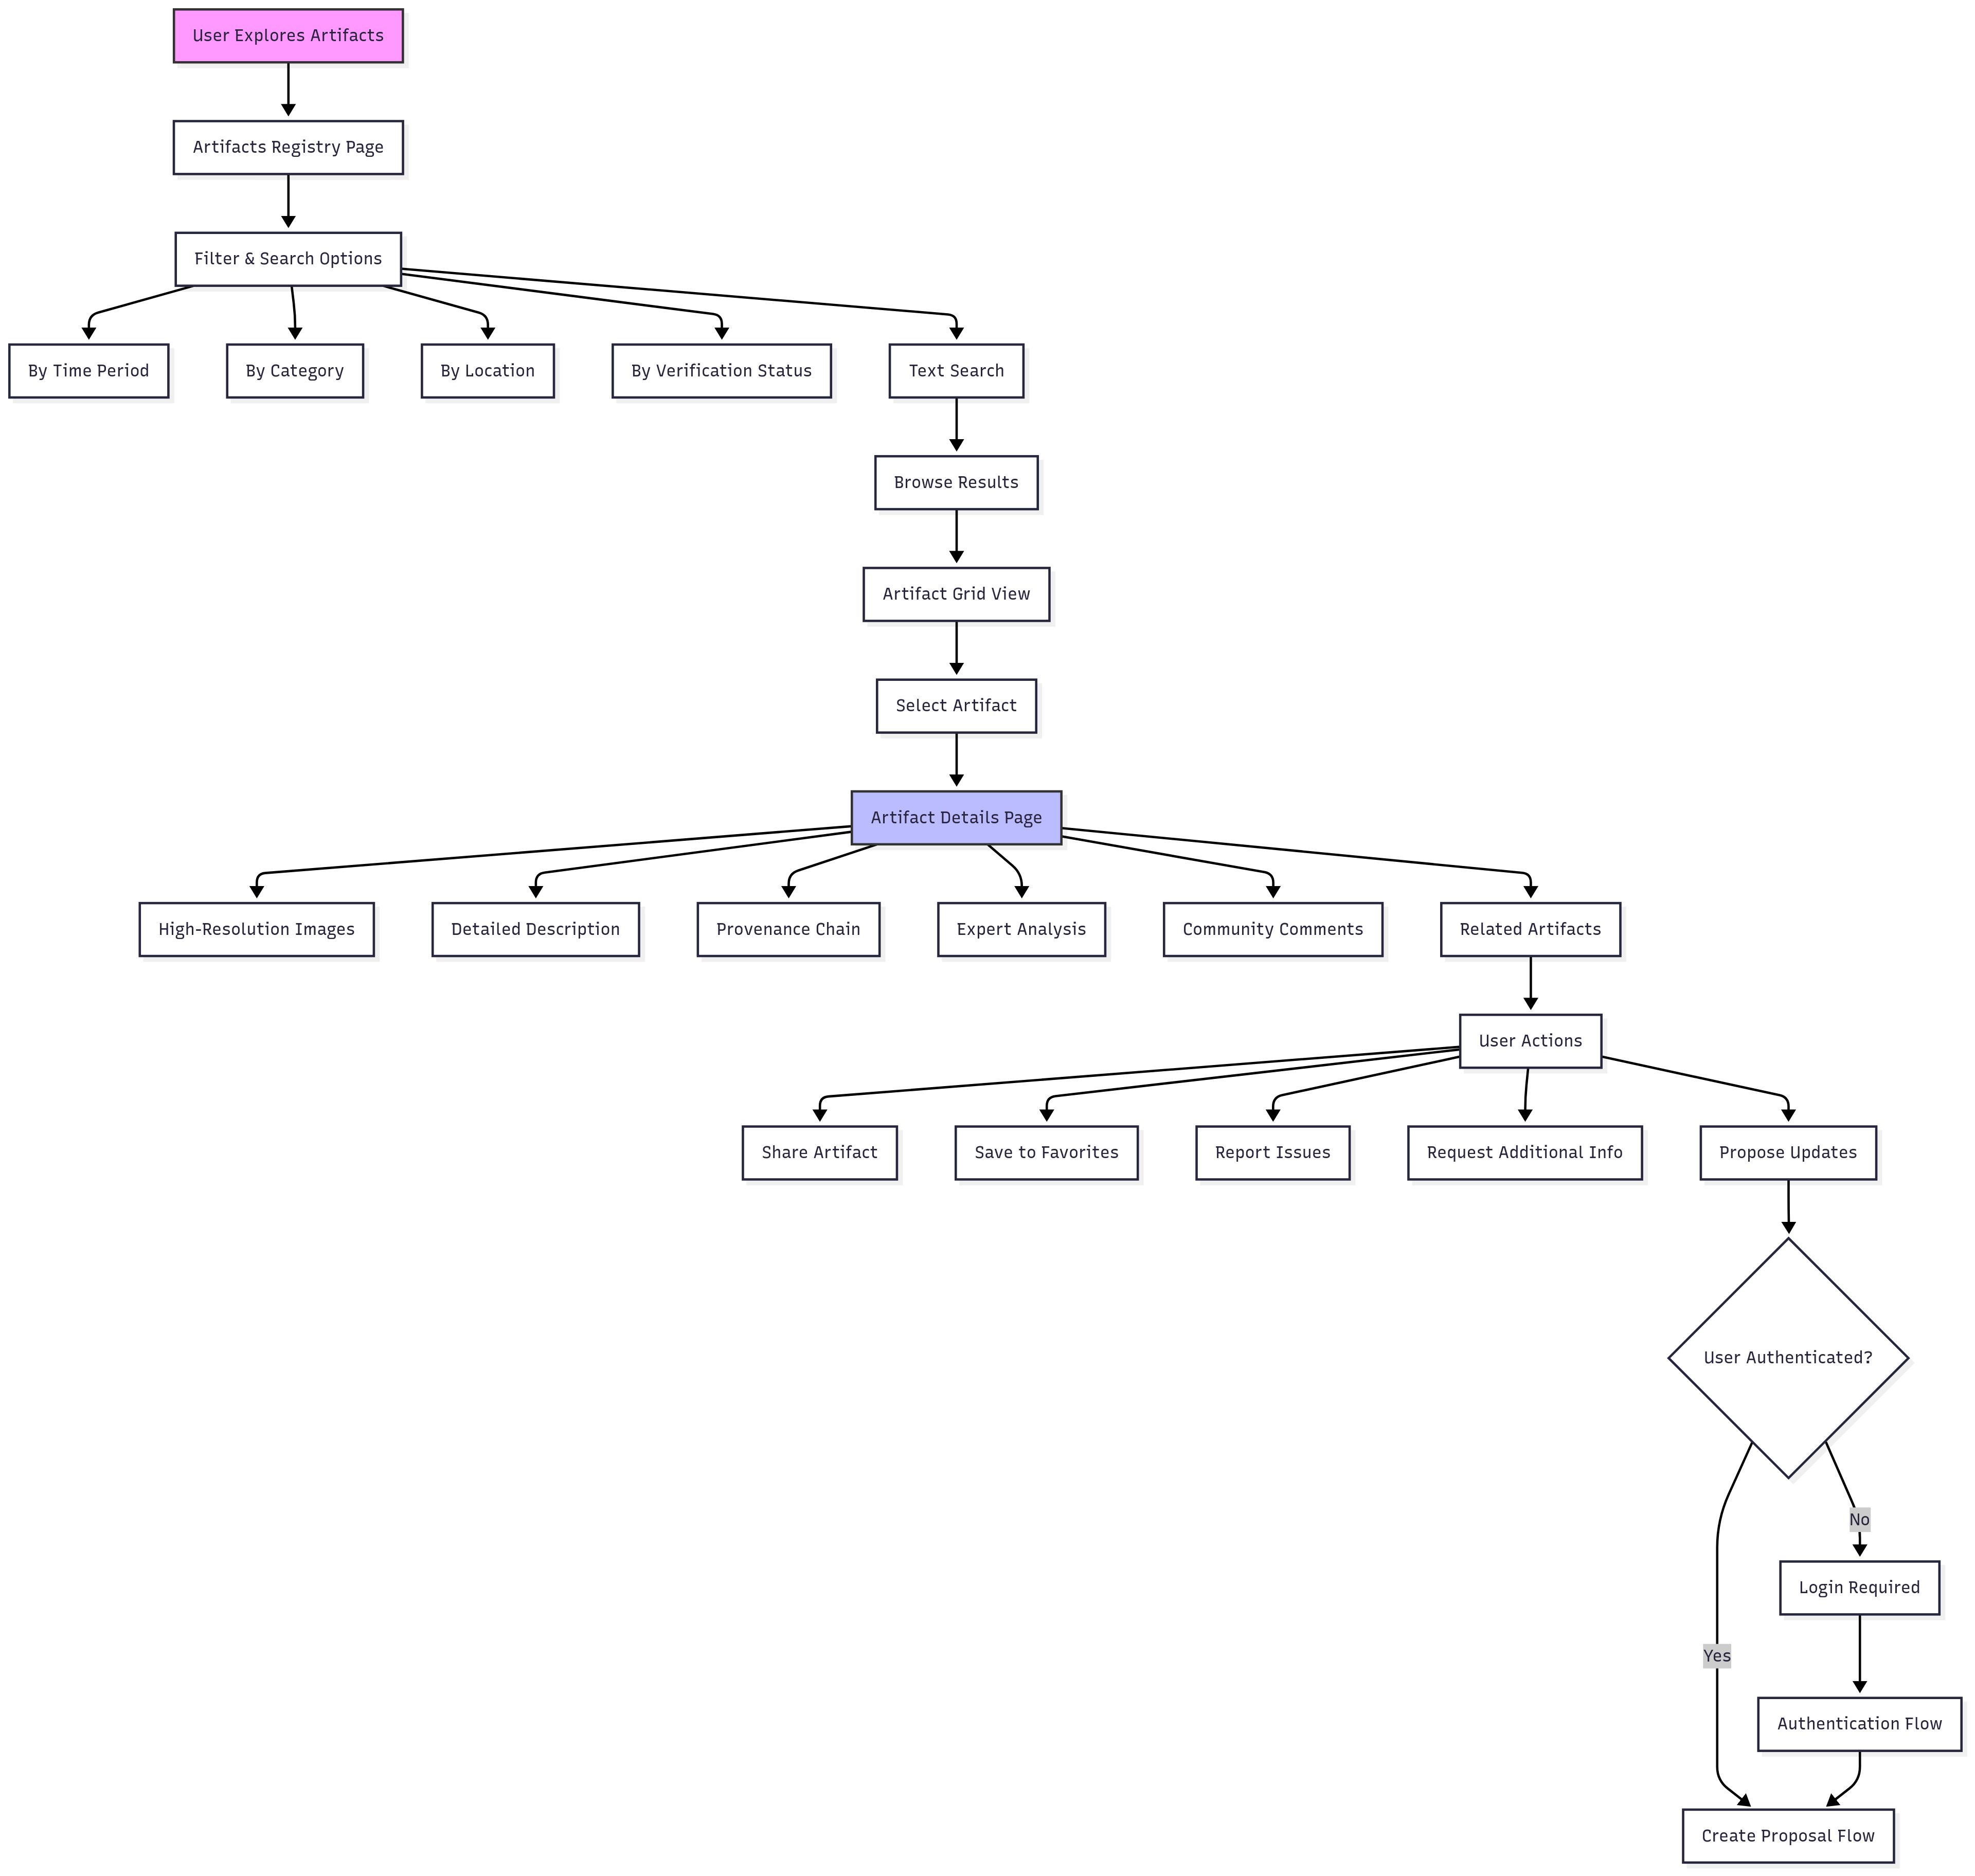 User Explores Artifacts
Artifacts Registry Page
Filter & Search Options
By Time Period
By Category
By Location
By Verification Status
Text Search
Browse Results
Artifact Grid View
Select Artifact
Artifact Details Page
High-Resolution Images
Detailed Description
Provenance Chain
Expert Analysis
Community Comments
Related Artifacts
User Actions
Share Artifact
Save to Favorites
Report Issues
Request Additional Info
Propose Updates
User Authenticated?
No
Login Required
Yes
Authentication Flow
Create Proposal Flow